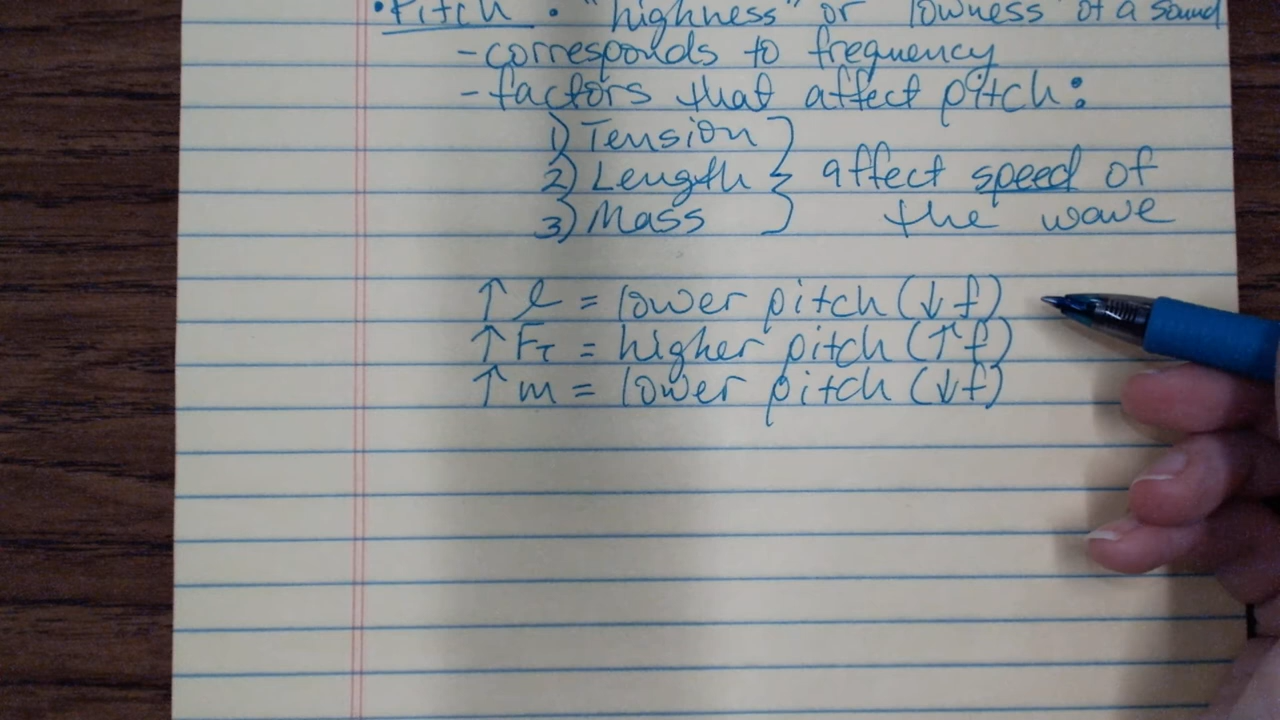 • Pitch : "highness" or "lowness" of a sound
- corresponds to frequency
- factors that affect pitch:
1) Tension
2) Length } affect speed of
3) Mass the wave
↑ l = lower pitch (↓ f)
↑ F_T = higher pitch (↑ f)
↑ m = lower pitch (↓ f)